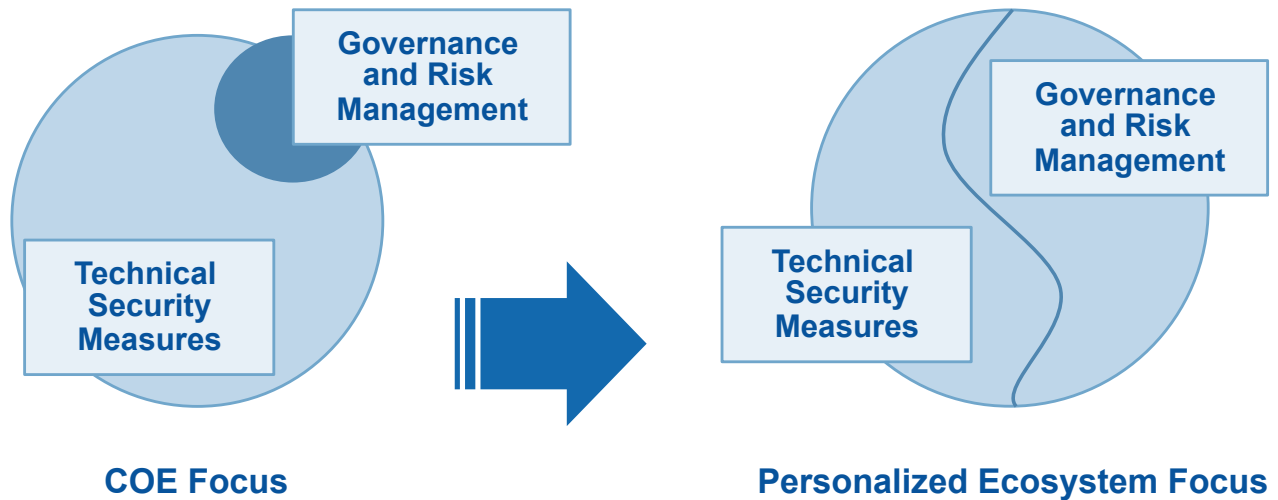 Governance
and Risk
Management
Technical
Security
Measures
COE Focus
Governance
and Risk
Management
Technical
Security
Measures
Personalized Ecosystem Focus